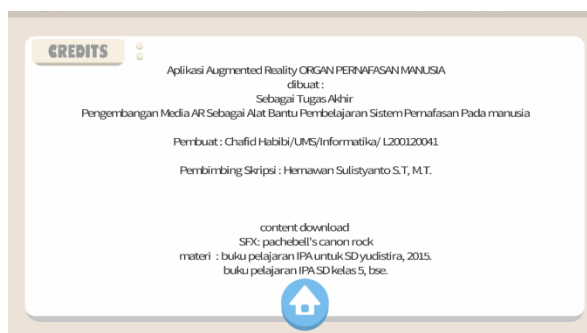 CREDITS :
Aplikasi Augmented Reality ORGAN PERNAFASAN MANUSIA
dibuat :
Sebagai Tugas Akhir
Pengembangan Media AR Sebagai Alat Bantu Pembelajaran Sistem Pernafasan Pada manusia
Pembuat : Chafid Habibi/UMS/Informatika/ L200120041
Pembimbing Skripsi : Hernawan Sulistyanto S.T, M.T.
content download
SFX: pachebell's canon rock
materi : buku pelajaran IPA untuk SD yudistira, 2015.
buku pelajaran IPA SD kelas 5, bse.